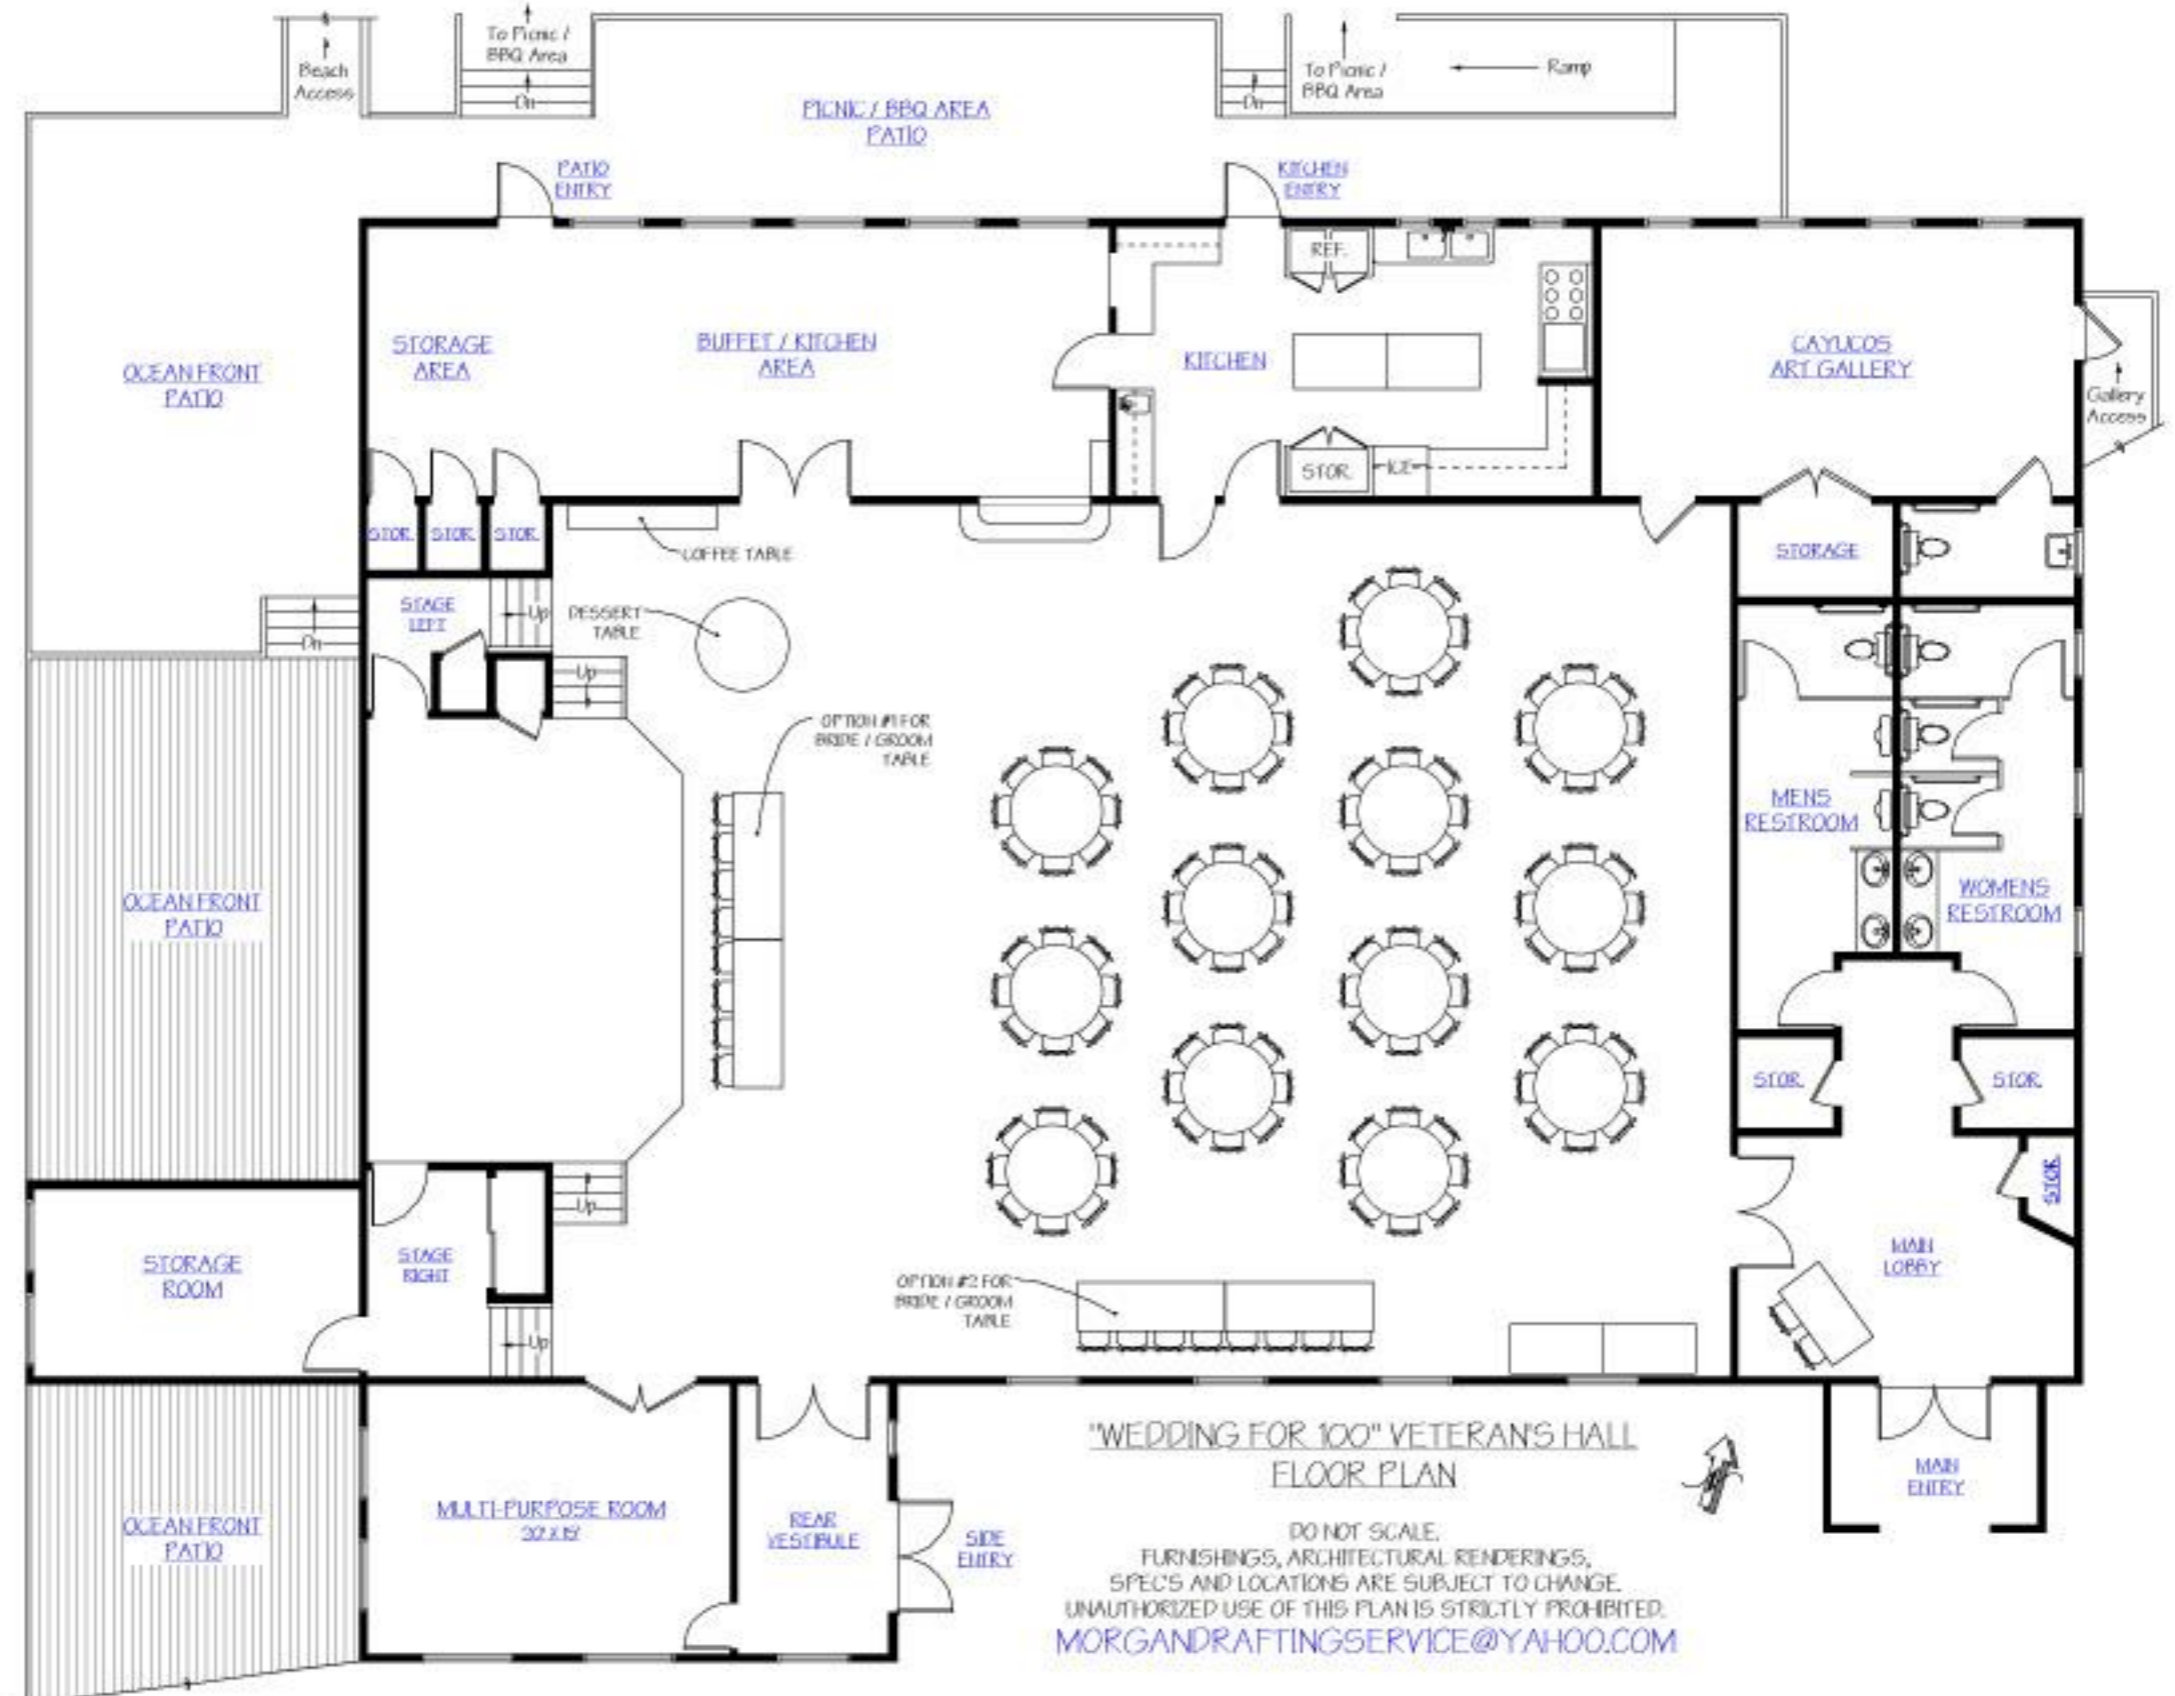 Beach
Access
To Picnic /
BBQ Area
Dn
PICNIC / BBQ AREA
PATIO
Dn
To Picnic /
BBQ Area
Ramp
PATIO
ENTRY
KITCHEN
ENTRY
OCEAN FRONT
PATIO
STORAGE
AREA
BUFFET / KITCHEN
AREA
KITCHEN
REF.
STOR.
ICE
CAYUCOS
ART GALLERY
Gallery
Access
STOR.
STOR.
STOR.
COFFEE TABLE
STORAGE
STAGE
LEFT
Up
DESSERT
TABLE
Dn
Up
OPTION #1 FOR
BRIDE / GROOM
TABLE
MENS
RESTROOM
WOMENS
RESTROOM
OCEAN FRONT
PATIO
STOR.
STOR.
STOR.
Up
STORAGE
ROOM
STAGE
RIGHT
Up
OPTION #2 FOR
BRIDE / GROOM
TABLE
MAIN
LOBBY
"WEDDING FOR 100" VETERAN'S HALL
FLOOR PLAN
MAIN
ENTRY
OCEAN FRONT
PATIO
MULTI-PURPOSE ROOM
REAR
VESTIBULE
SIDE
ENTRY
DO NOT SCALE.
FURNISHINGS, ARCHITECTURAL RENDERINGS,
SPEC'S AND LOCATIONS ARE SUBJECT TO CHANGE.
UNAUTHORIZED USE OF THIS PLAN IS STRICTLY PROHIBITED.
MORGANDRAFTINGSERVICE@YAHOO.COM